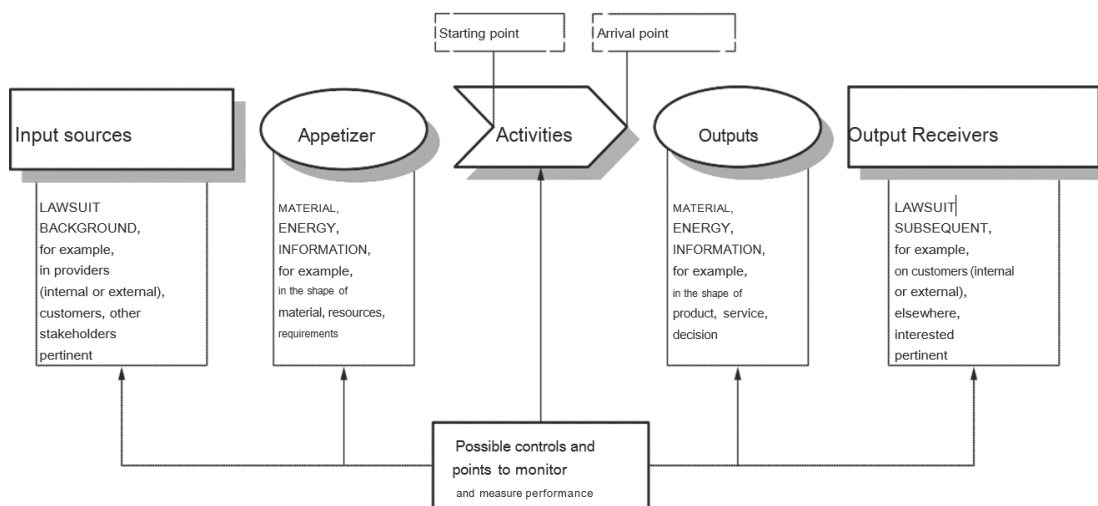 Starting point
Arrival point
Input sources
Appetizer
Activities
Outputs
Output Receivers
LAWSUIT
BACKGROUND,
for example,
in providers
(internal or external),
customers, other
stakeholders
pertinent
MATERIAL,
ENERGY,
INFORMATION,
for example,
in the shape of
material, resources,
requirements
MATERIAL,
ENERGY,
INFORMATION,
for example,
in the shape of
product, service,
decision
LAWSUIT
SUBSEQUENT,
for example,
on customers (internal
or external),
elsewhere,
interested
pertinent
Possible controls and
points to monitor
and measure performance